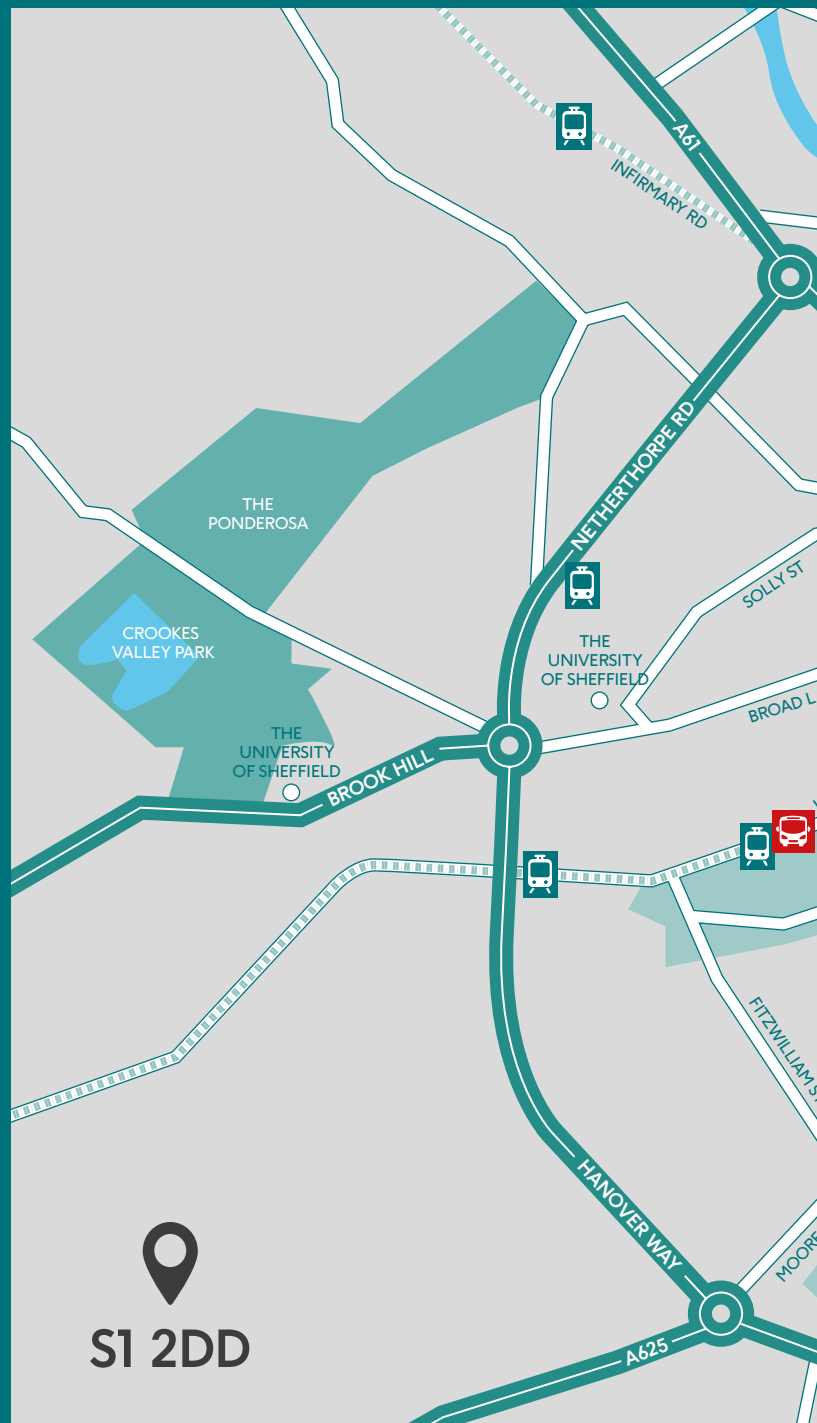 A61
INFIRMARY RD
NETHERTHORPE RD
THE
PONDEROSA
SOLLY ST
CROOKES
VALLEY PARK
THE
UNIVERSITY
OF SHEFFIELD
BROAD L
THE
UNIVERSITY
OF SHEFFIELD
BROOK HILL
FITZWILLIAM S
HANOVER WAY
MOORE
S1 2DD
A625